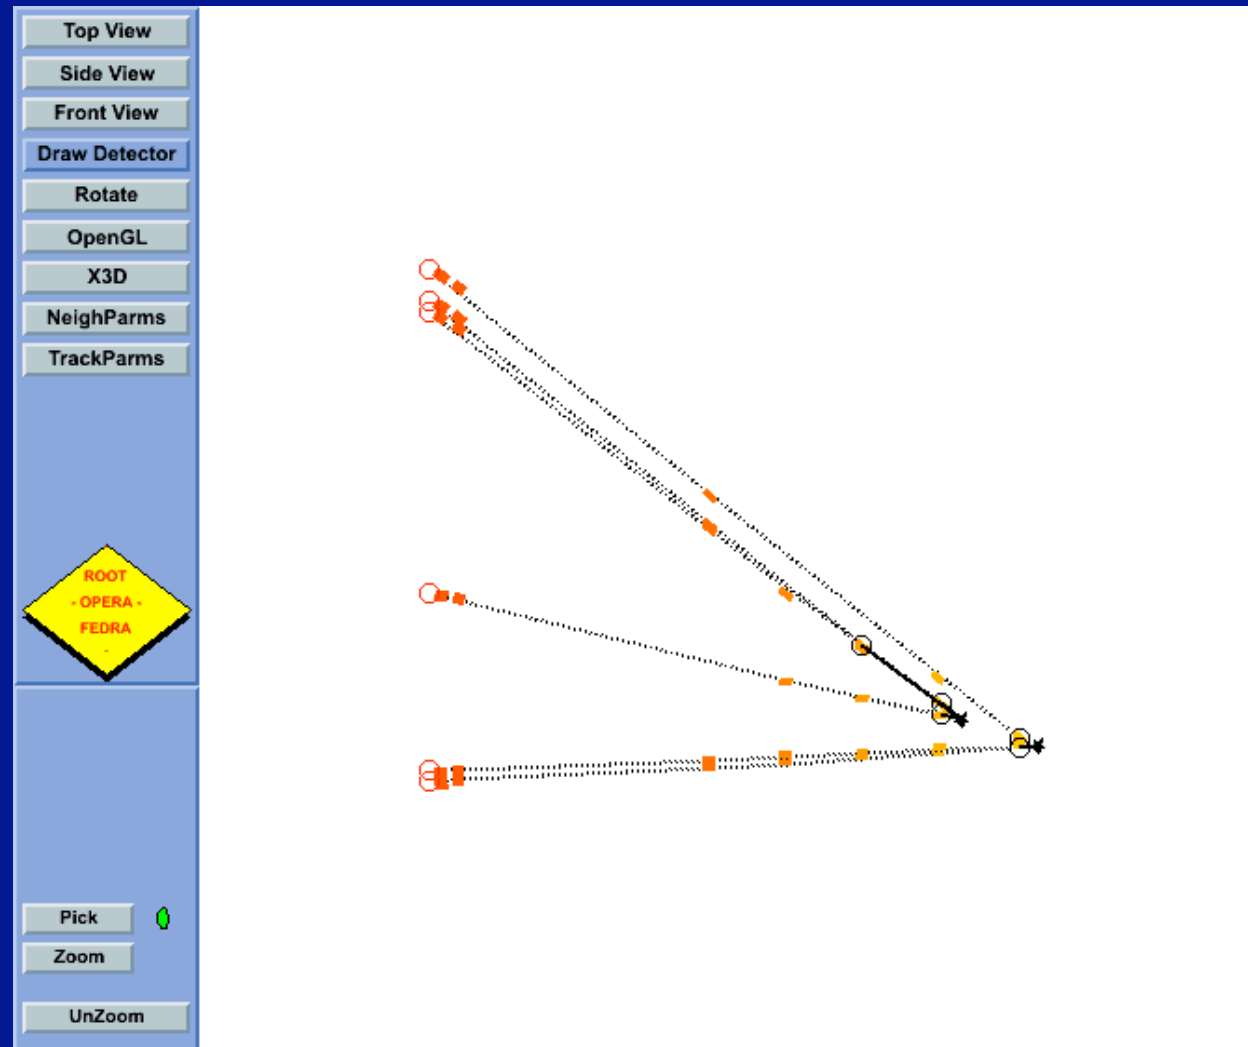 Top View
Side View
Front View
Draw Detector
Rotate
OpenGL
X3D
NeighParms
TrackParms
ROOT
- OPERA -
FEDRA
-
Pick
Zoom
UnZoom